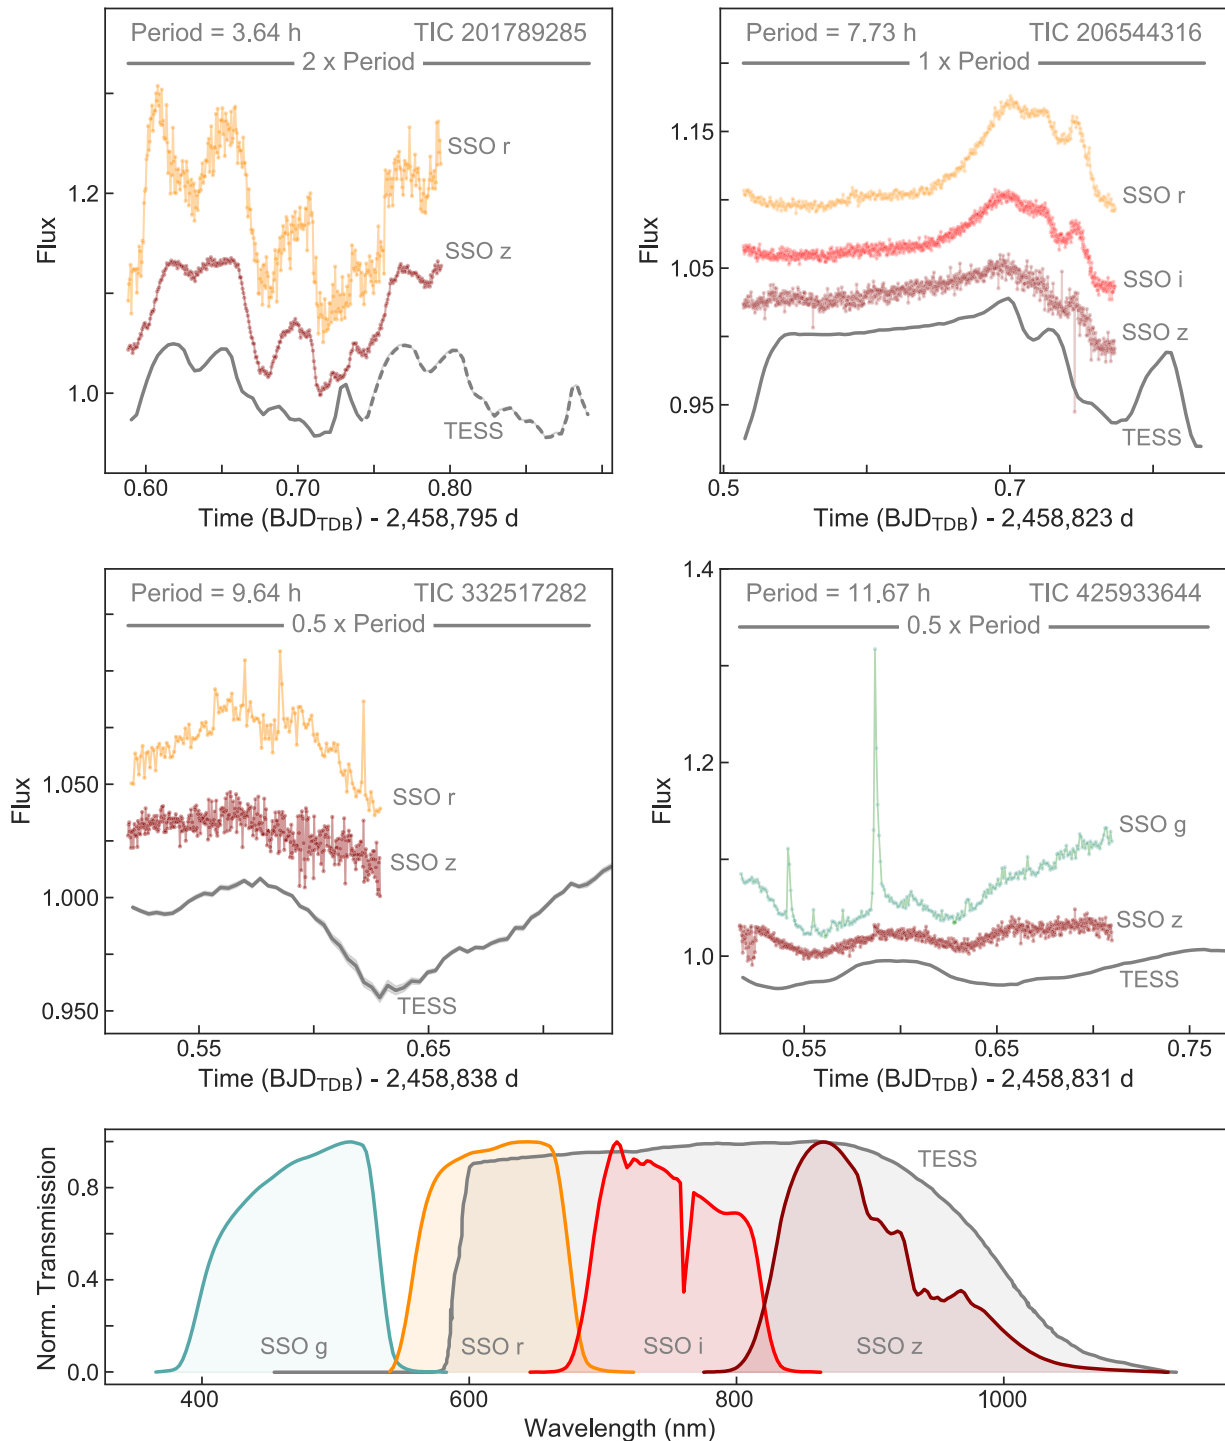 Period = 3.64 h TIC 201789285
2 x Period
1.2
1.0
Flux
SSO r
SSO z
TESS
0.60 0.70 0.80
Time (BJD_TDB) - 2,458,795 d
Period = 7.73 h TIC 206544316
1 x Period
1.15
1.05
0.95
Flux
SSO r
SSO i
SSO z
TESS
0.5 0.7
Time (BJD_TDB) - 2,458,823 d
Period = 9.64 h TIC 332517282
0.5 x Period
1.050
1.000
0.950
Flux
SSO r
SSO z
TESS
0.55 0.65
Time (BJD_TDB) - 2,458,838 d
1.4
Period = 11.67 h TIC 425933644
0.5 x Period
1.2
1.0
Flux
SSO g
SSO z
TESS
0.55 0.65 0.75
Time (BJD_TDB) - 2,458,831 d
Norm. Transmission
0.8
0.4
0.0
TESS
SSO g SSO r SSO i SSO z
400 600 800 1000
Wavelength (nm)